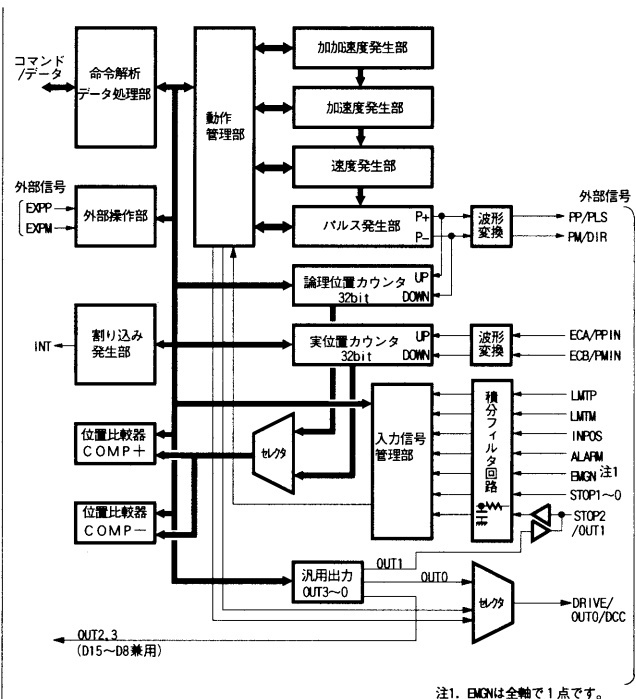 コマンド
/データ
命令解析
データ処理部
動作
管理部
加加速度発生部
加速度発生部
速度発生部
パルス発生部
P+
P-
波形
変換
外部信号
PP/PLS
PM/DIR
外部信号
EXPP
EXPM
外部操作部
論理位置カウンタ
32bit
UP
DOWN
INT
割り込み
発生部
実位置カウンタ
32bit
UP
DOWN
波形
変換
ECA/PPIN
ECB/PMIN
位置比較器
COMP+
位置比較器
COMP-
セレクタ
入力信号
管理部
積分フィルタ回路
LMTP
LMTM
INPOS
ALARM
EMGN 注1
STOP1~0
STOP2
/OUT1
汎用出力
OUT3~0
OUT1
OUT0
セレクタ
DRIVE/
OUT0/DCC
OUT2,3
(D15~D8兼用)
注1. EMGNは全軸で1点です。